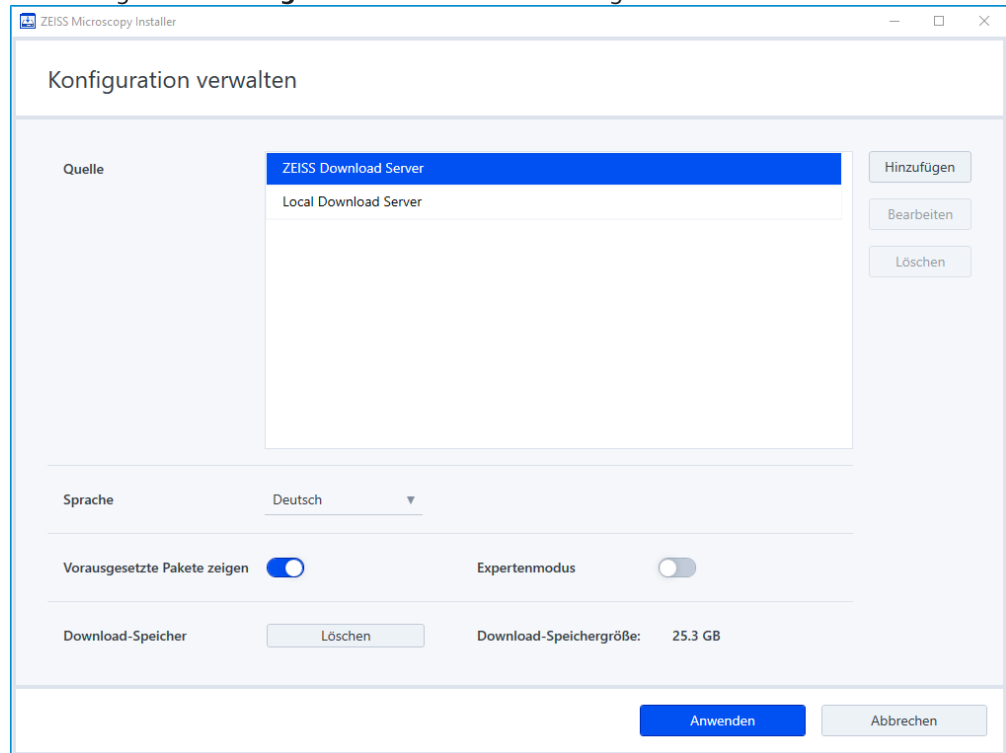 ZEISS Microscopy Installer
Konfiguration verwalten
Quelle
ZEISS Download Server
Local Download Server
Hinzufügen
Bearbeiten
Löschen
Sprache
Deutsch
Vorausgesetzte Pakete zeigen
Expertenmodus
Download-Speicher
Löschen
Download-Speichergröße: 25.3 GB
Anwenden
Abbrechen